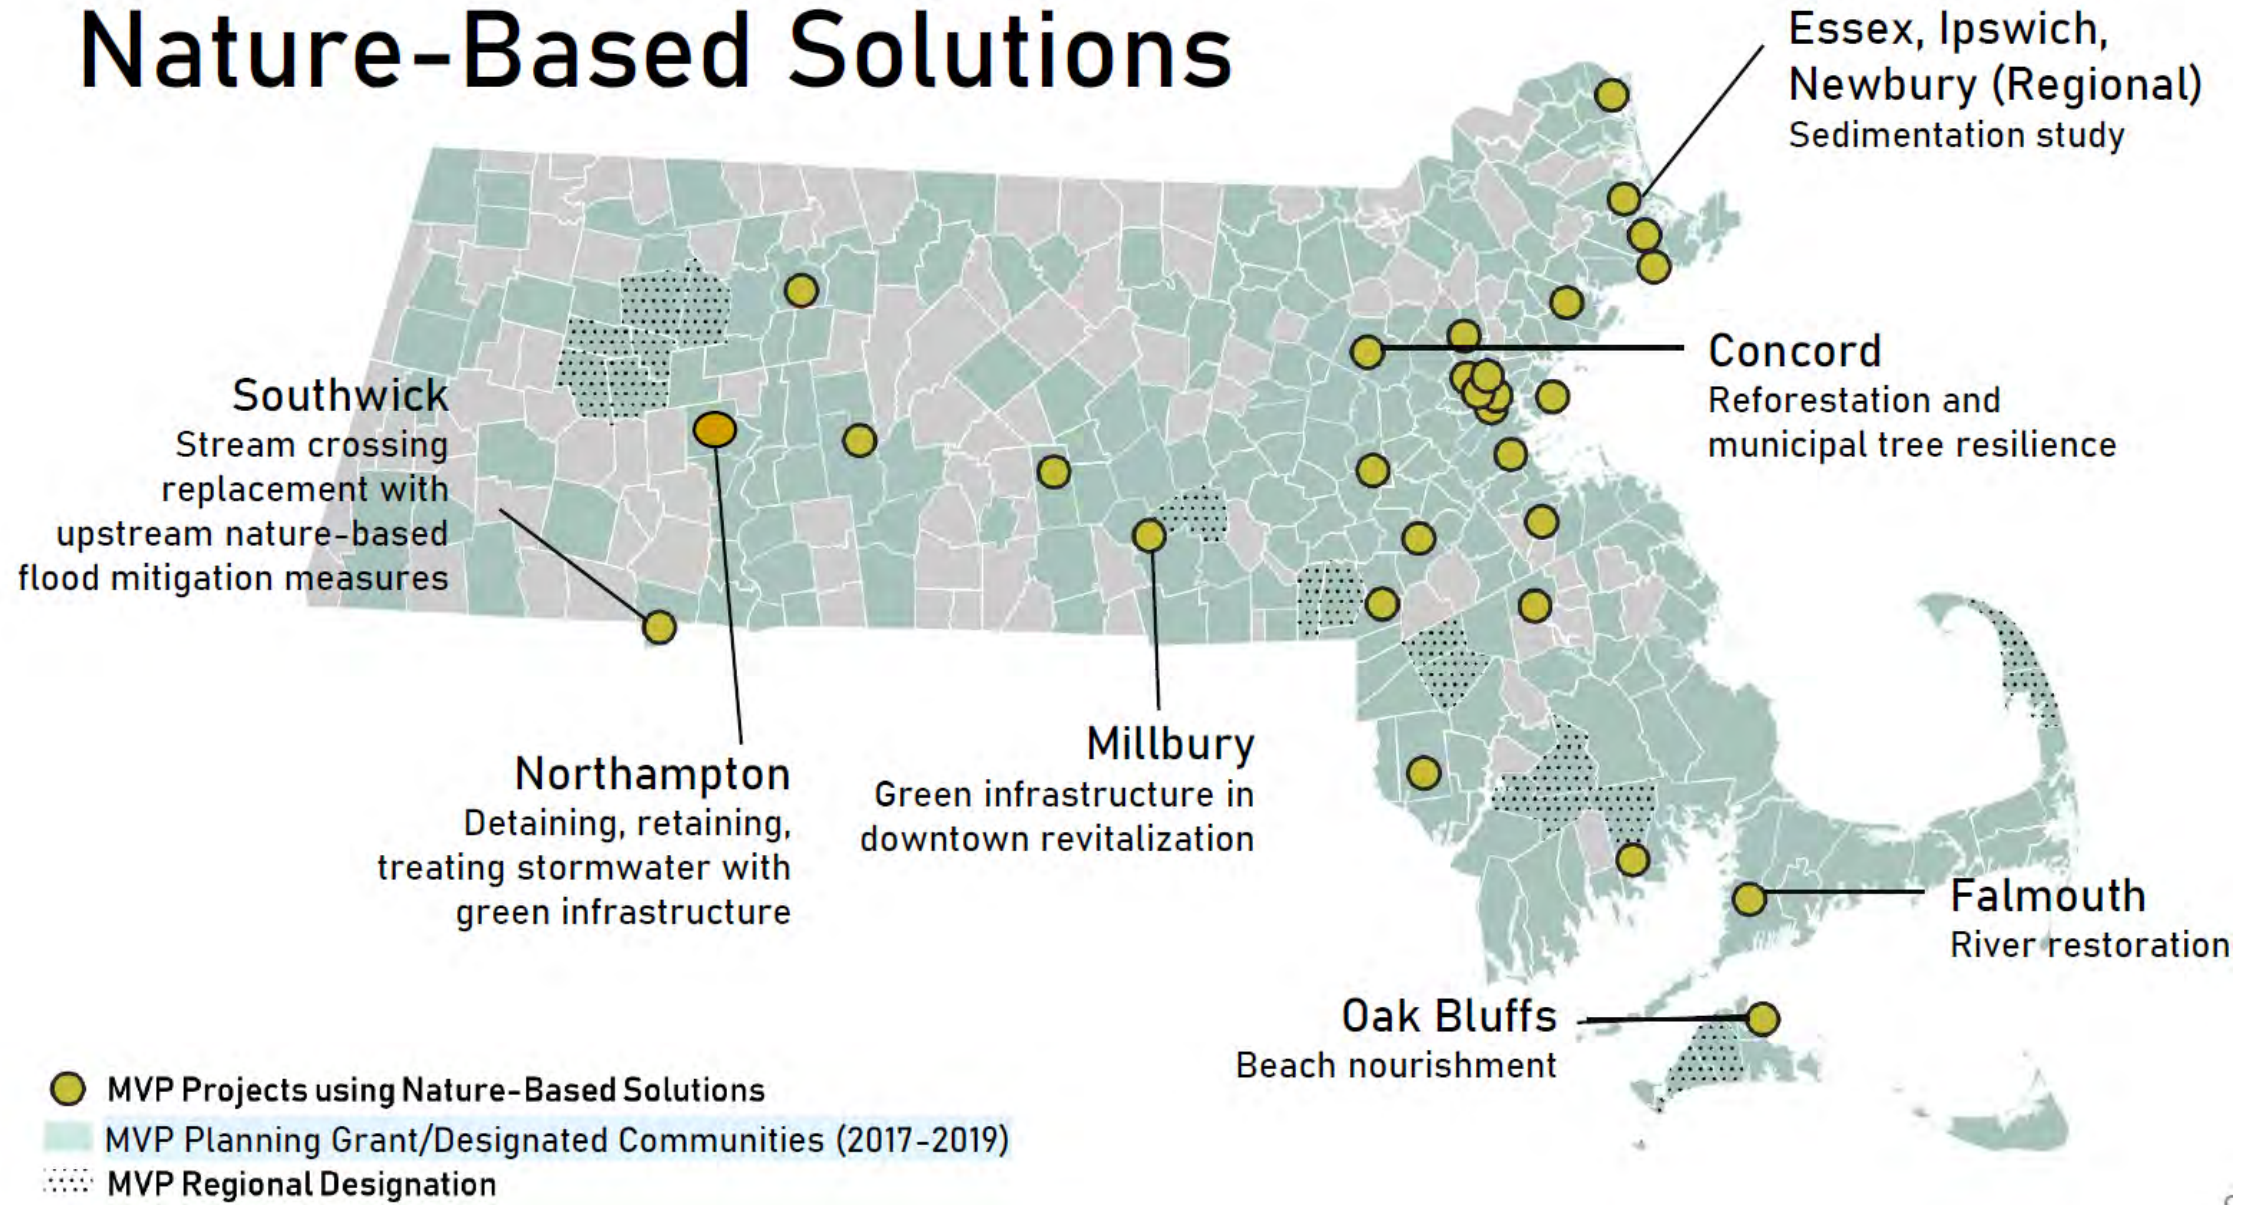 Nature-Based Solutions
Essex, Ipswich,
Newbury (Regional)
Sedimentation study
Concord
Reforestation and
municipal tree resilience
Southwick
Stream crossing
replacement with
upstream nature-based
flood mitigation measures
Northampton
Detaining, retaining,
treating stormwater with
green infrastructure
Millbury
Green infrastructure in
downtown revitalization
Falmouth
River restoration
Oak Bluffs
Beach nourishment
MVP Projects using Nature-Based Solutions
MVP Planning Grant/Designated Communities (2017-2019)
MVP Regional Designation